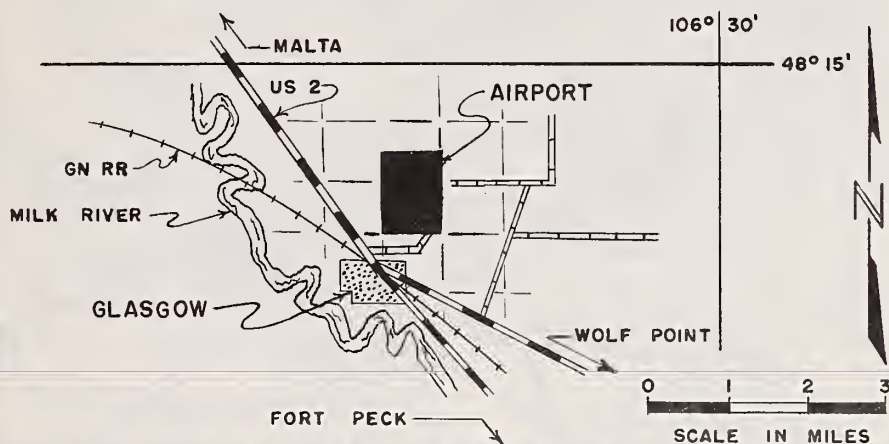 106° 30'
MALTA
48° 15'
US 2
AIRPORT
GN RR
MILK RIVER
GLASGOW
WOLF POINT
N
0 1 2 3
SCALE IN MILES
FORT PECK